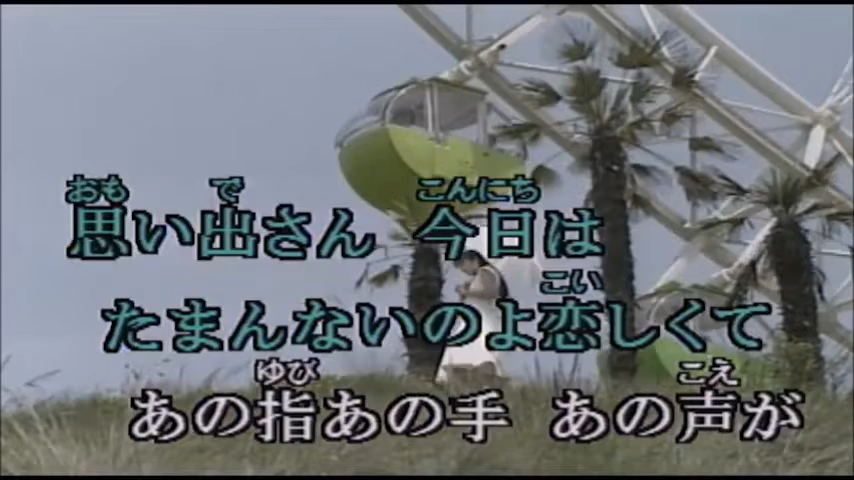 おも で こんにち
思い出さん 今日は
こい
たまんないのよ恋しくて
ゆび こえ
あの指あの手 あの声が